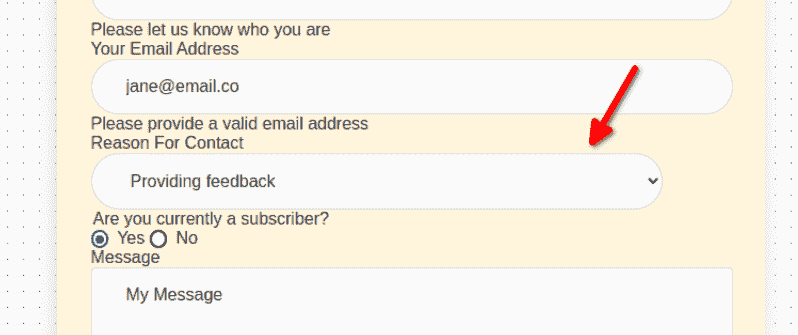 Please let us know who you are
Your Email Address
jane@email.co
Please provide a valid email address
Reason For Contact
Providing feedback
Are you currently a subscriber?
Yes No
Message
My Message